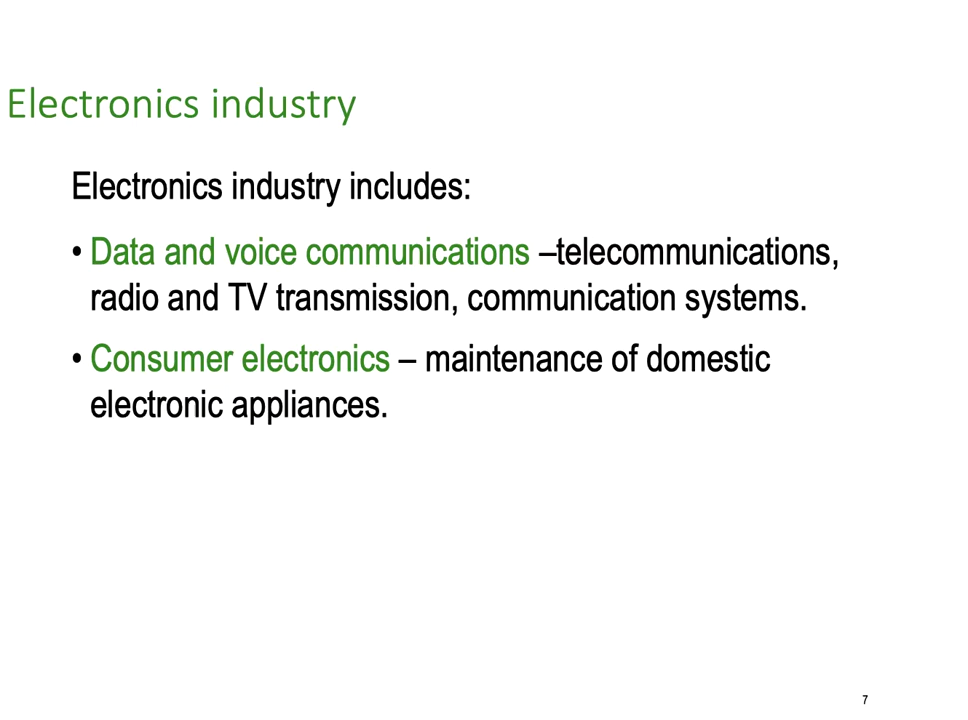 Electronics industry
Electronics industry includes:
• Data and voice communications –telecommunications,
radio and TV transmission, communication systems.
• Consumer electronics – maintenance of domestic
electronic appliances.
7